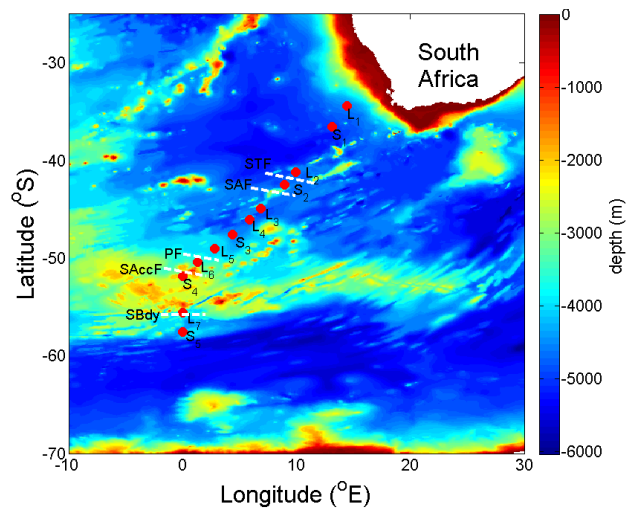 South
Africa
L1
S1
STF
L2
SAF
S2
L3
L4
S3
PF
L5
SAccF
L6
S4
SBdy
L7
S5
-30
-40
-50
-60
-70
-10
0
10
20
30
Latitude (°S)
Longitude (°E)
0
-1000
-2000
-3000
-4000
-5000
-6000
depth (m)